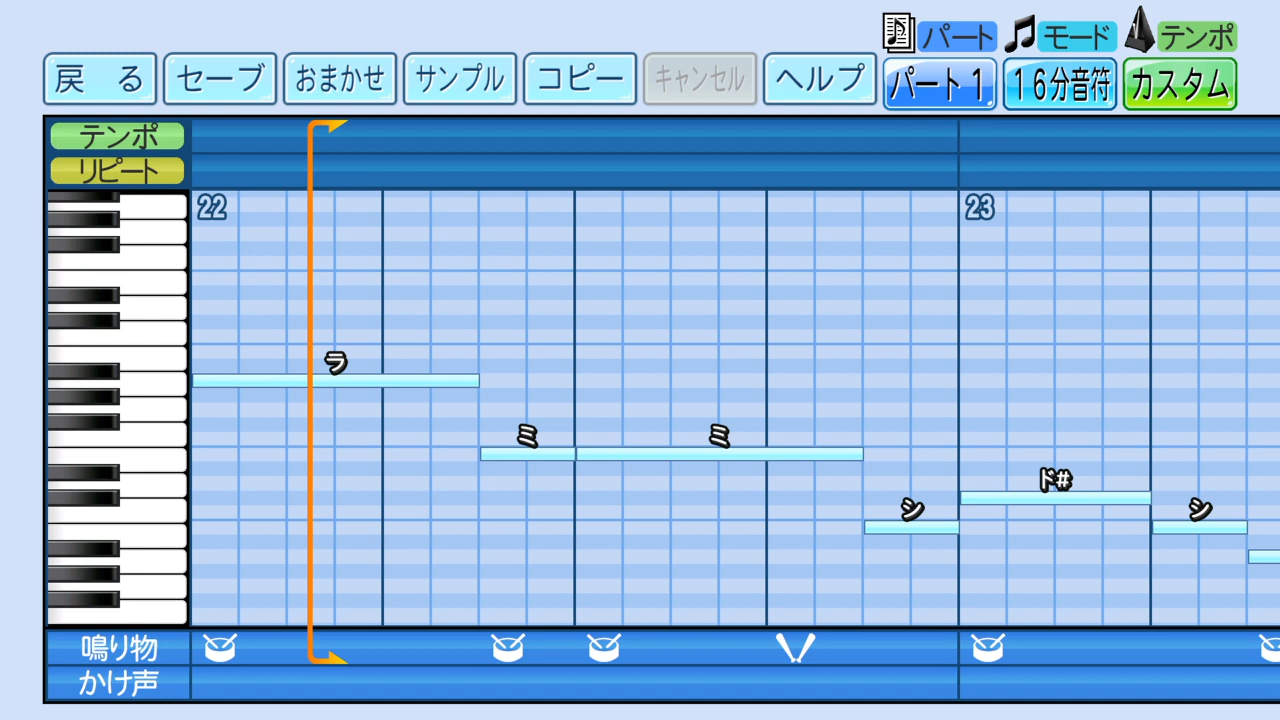 パート モード テンポ
戻る セーブ おまかせ サンプル コピー キャンセル ヘルプ パート1 16分音符 カスタム
テンポ
リピート
22 23
ラ
ミ ミ
ド#
シ シ
鳴り物
かけ声